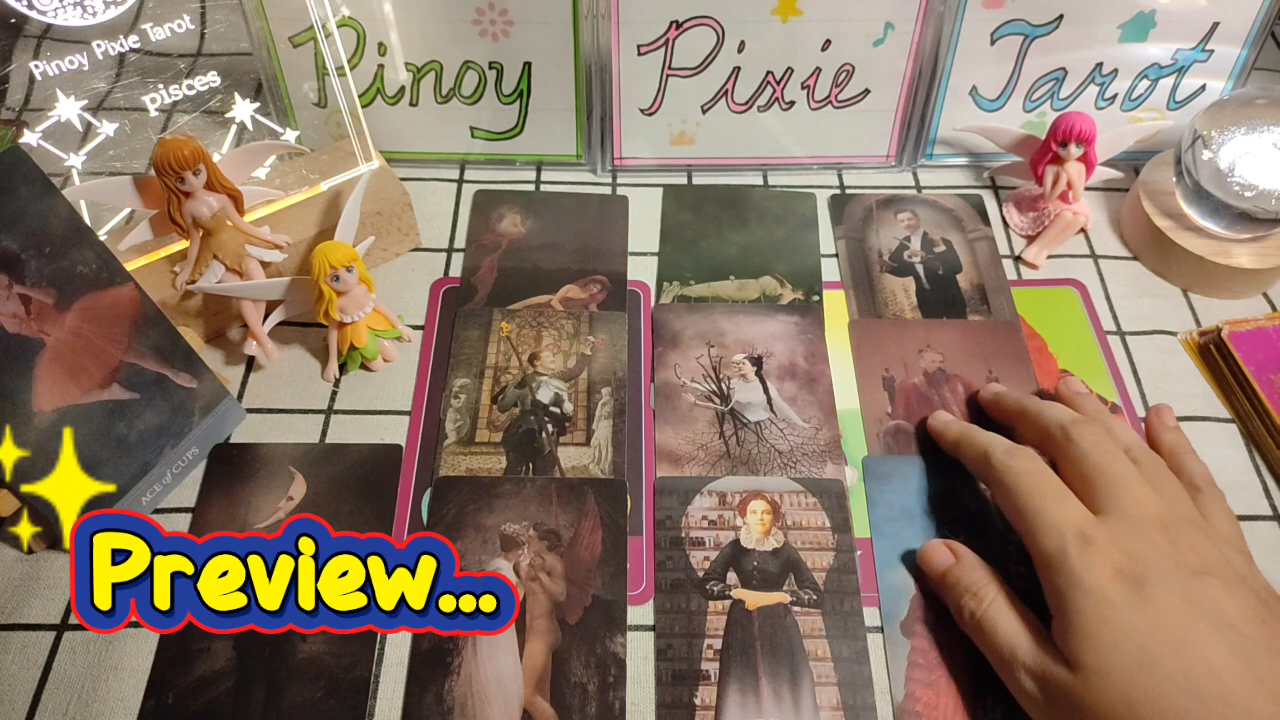 Pinoy Pixie Tarot
pisces
Pinoy
Pixie
Tarot
ACE of CUPS
Preview...